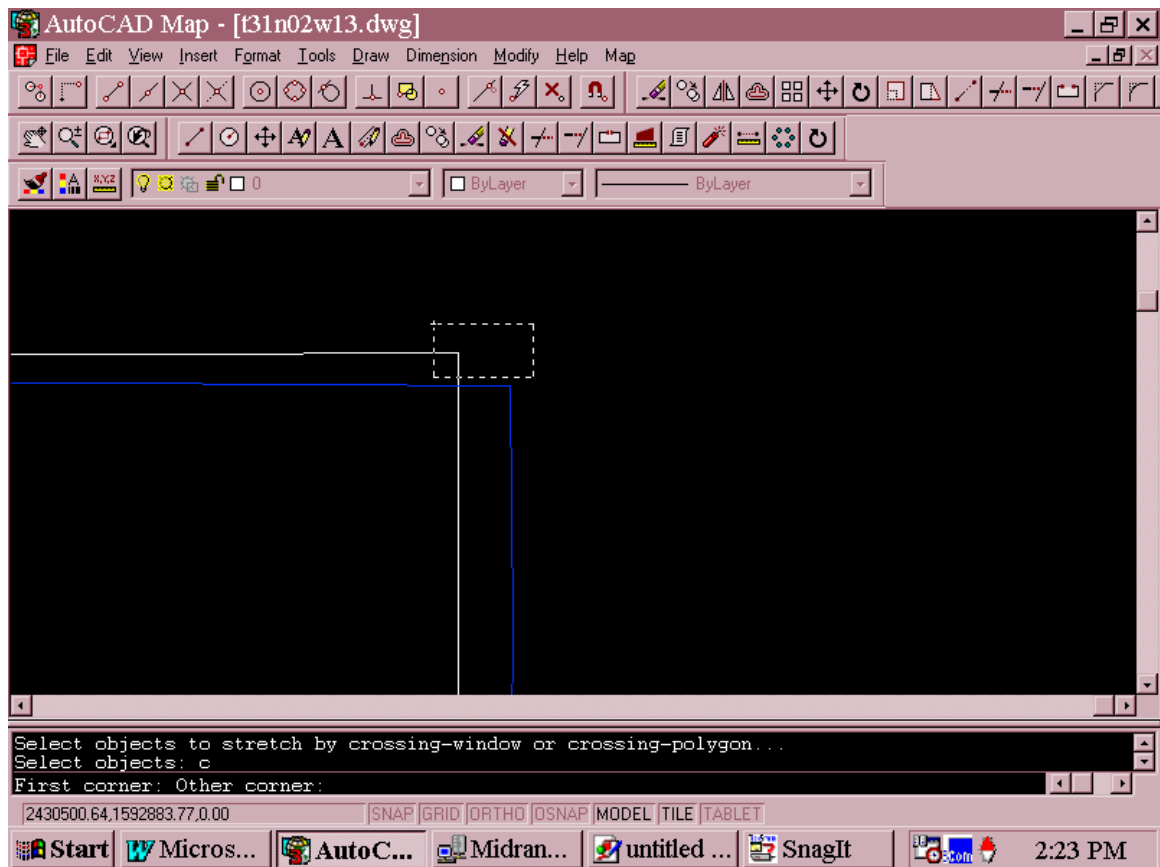 AutoCAD Map - [t31n02w13.dwg]
File Edit View Insert Format Tools Draw Dimension Modify Help Map
X,Y,Z 0 ByLayer ByLayer
Select objects to stretch by crossing-window or crossing-polygon...
Select objects: c
First corner: Other corner:
2430500.64,1592883.77,0.00 SNAP GRID ORTHO OSNAP MODEL TILE TABLET
Start Micros... AutoC... Midran... untitled ... SnagIt 2:23 PM